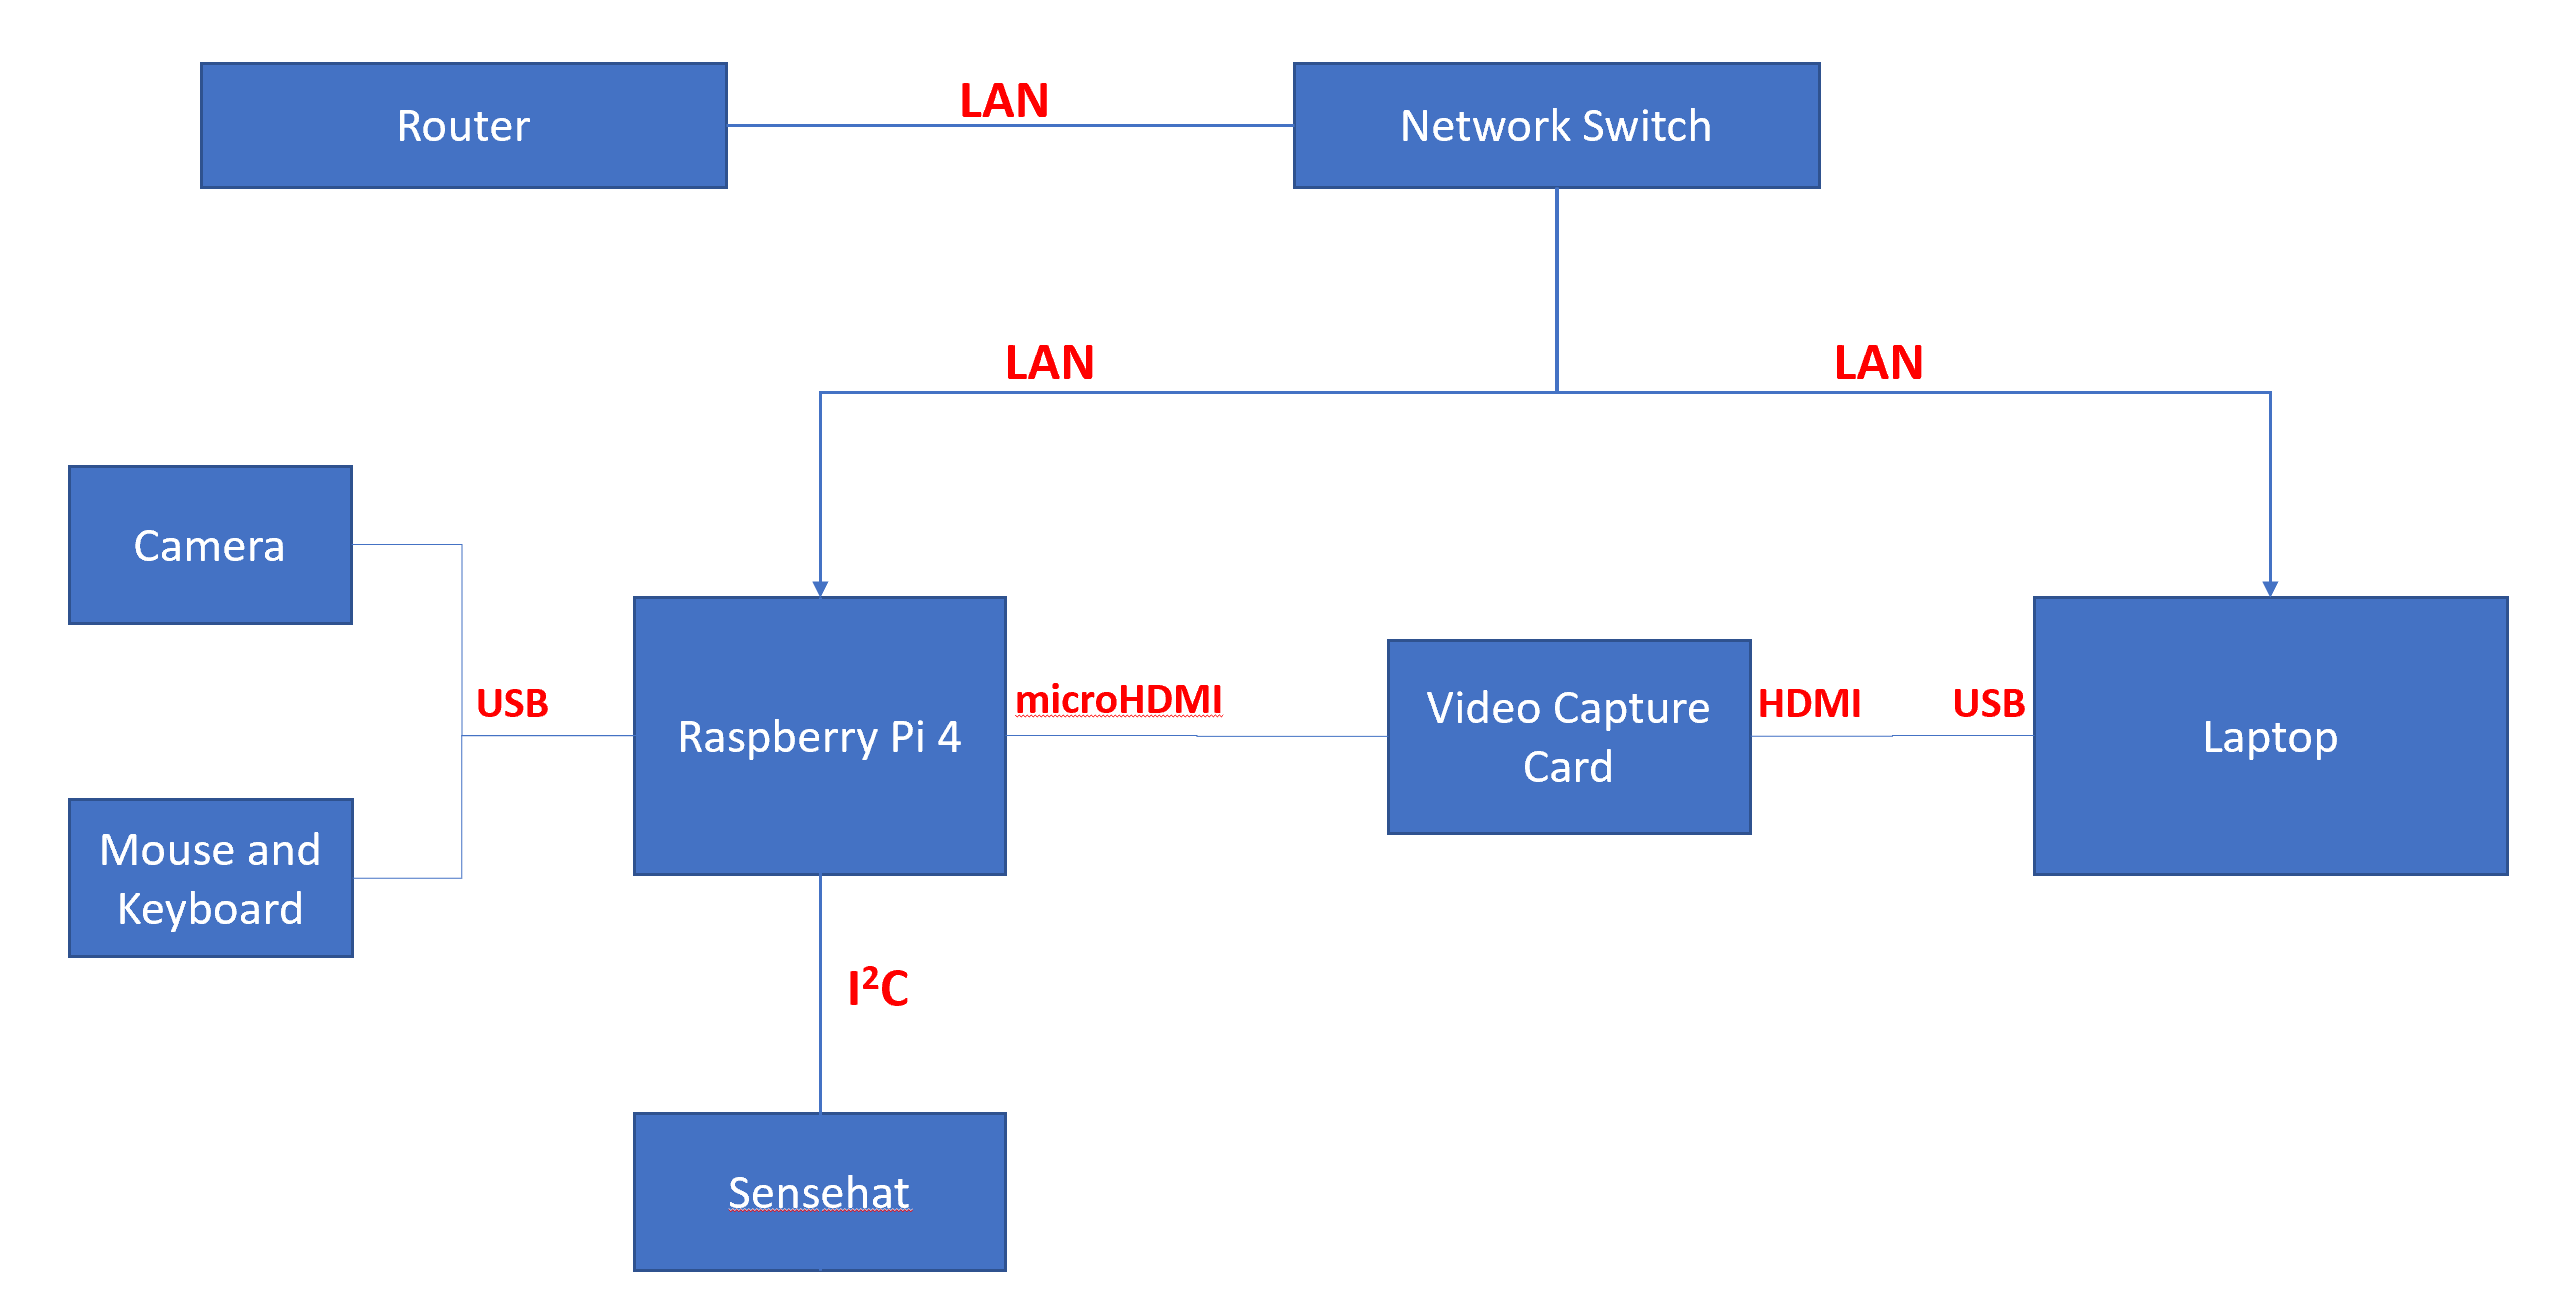 Router
LAN
Network Switch
LAN
LAN
Camera
Mouse and
Keyboard
USB
Raspberry Pi 4
microHDMI
Video Capture
Card
HDMI
USB
Laptop
I²C
Sensehat